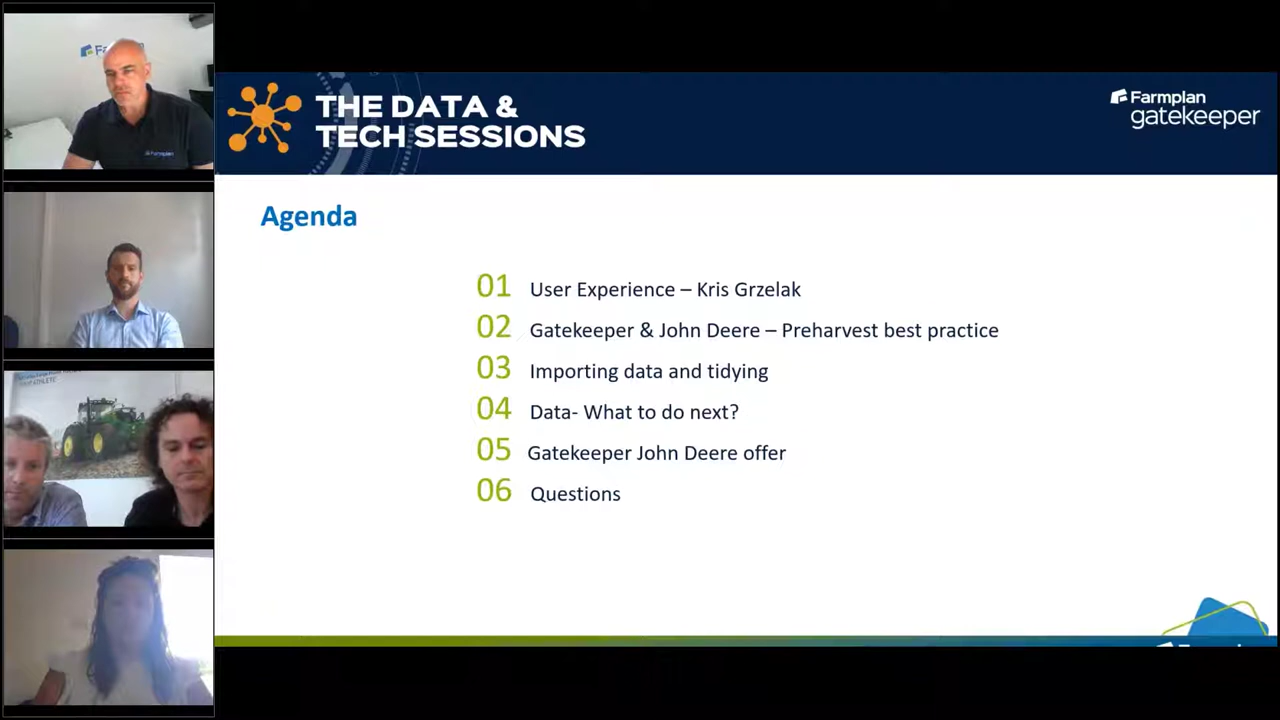 THE DATA &
TECH SESSIONS
Farmplan
gatekeeper
Agenda
01 User Experience – Kris Grzelak
02 Gatekeeper & John Deere – Preharvest best practice
03 Importing data and tidying
04 Data- What to do next?
05 Gatekeeper John Deere offer
06 Questions
Farmplan